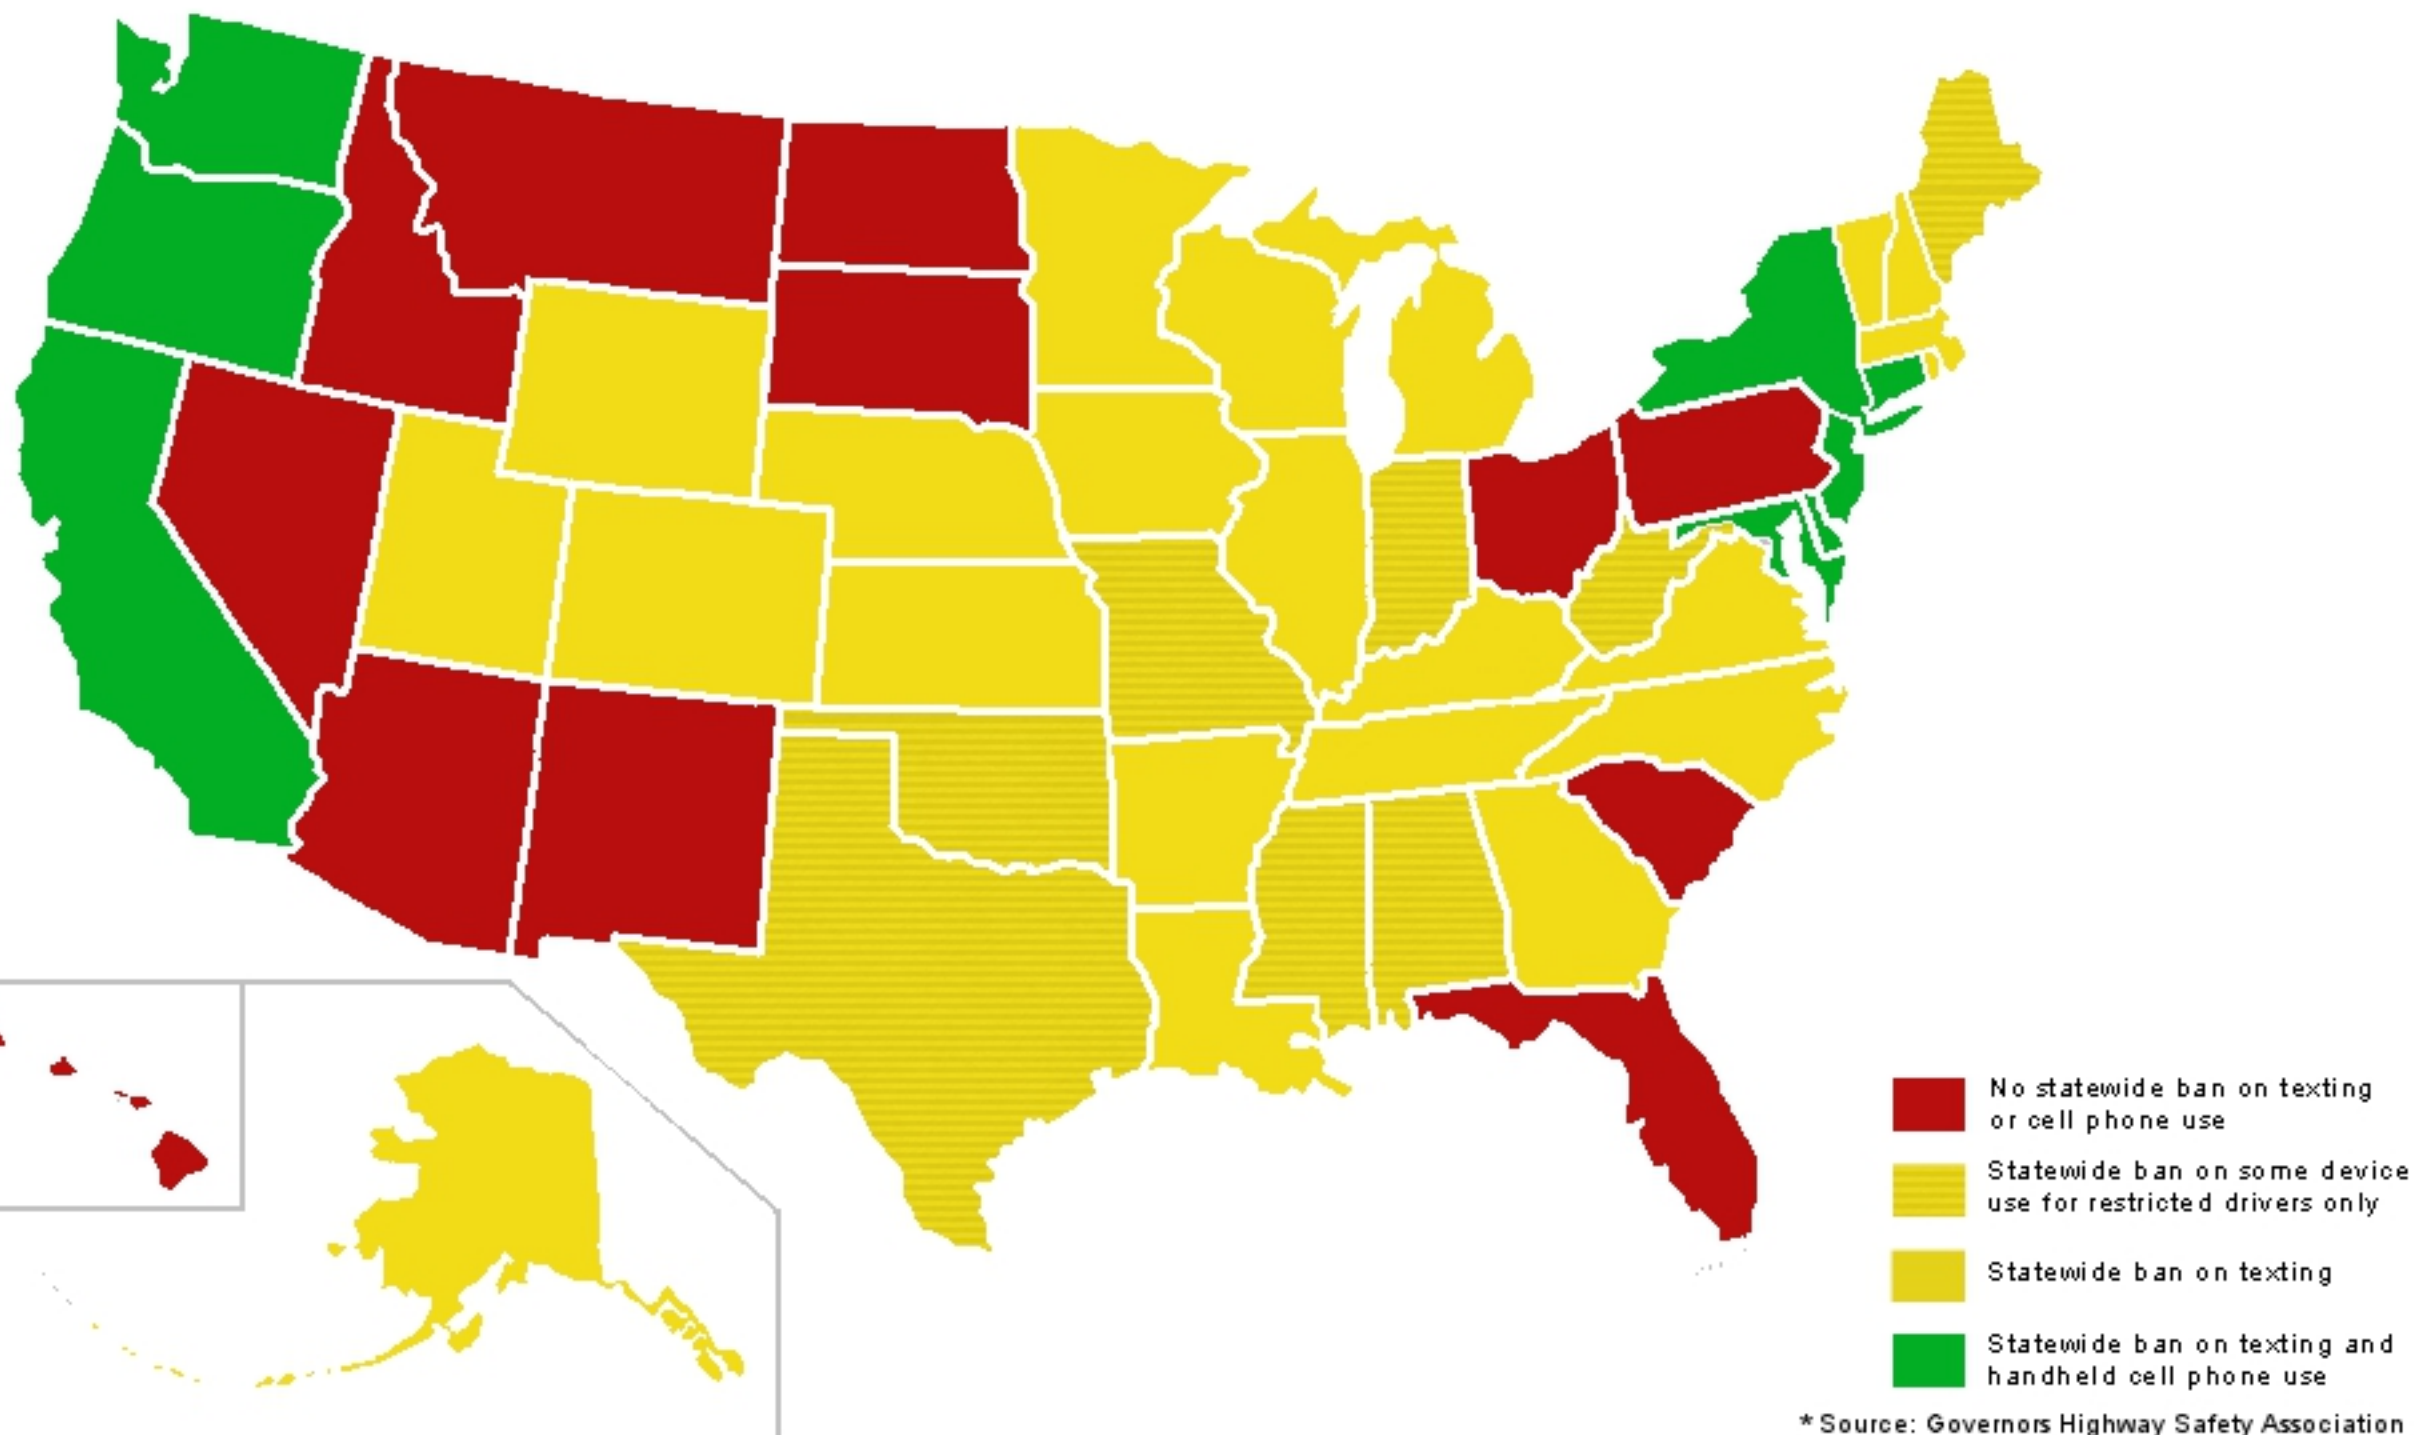 No statewide ban on texting
or cell phone use
Statewide ban on some device
use for restricted drivers only
Statewide ban on texting
Statewide ban on texting and
handheld cell phone use
* Source: Governors Highway Safety Association